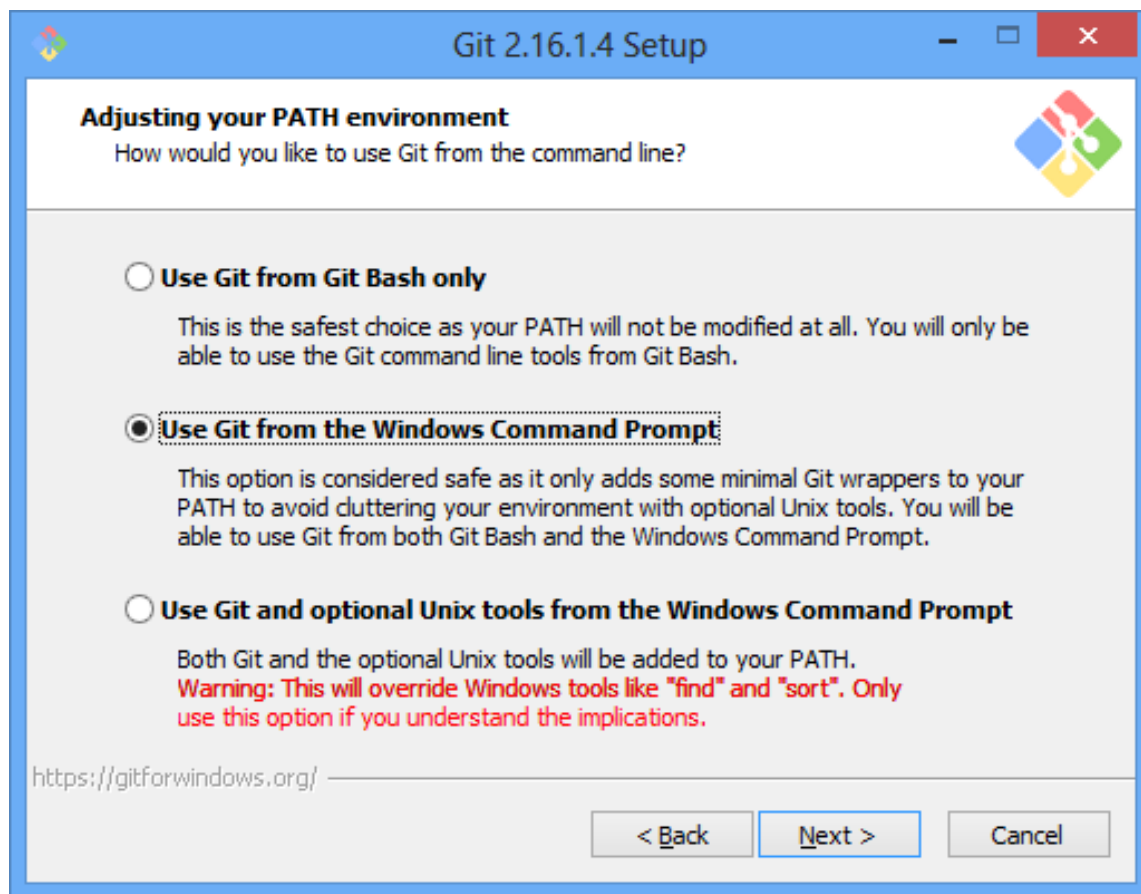 Git 2.16.1.4 Setup
Adjusting your PATH environment
How would you like to use Git from the command line?
Use Git from Git Bash only
This is the safest choice as your PATH will not be modified at all. You will only be
able to use the Git command line tools from Git Bash.
Use Git from the Windows Command Prompt
This option is considered safe as it only adds some minimal Git wrappers to your
PATH to avoid cluttering your environment with optional Unix tools. You will be
able to use Git from both Git Bash and the Windows Command Prompt.
Use Git and optional Unix tools from the Windows Command Prompt
Both Git and the optional Unix tools will be added to your PATH.
Warning: This will override Windows tools like "find" and "sort". Only
use this option if you understand the implications.
https://gitforwindows.org/
< Back Next > Cancel